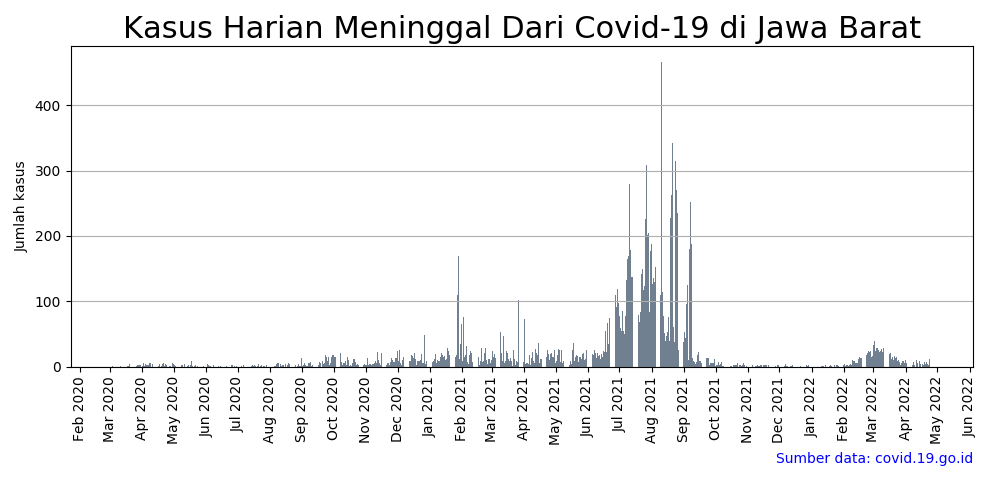 Kasus Harian Meninggal Dari Covid-19 di Jawa Barat
Jumlah kasus
400
300
200
100
0
Feb 2020
Mar 2020
Apr 2020
May 2020
Jun 2020
Jul 2020
Aug 2020
Sep 2020
Oct 2020
Nov 2020
Dec 2020
Jan 2021
Feb 2021
Mar 2021
Apr 2021
May 2021
Jun 2021
Jul 2021
Aug 2021
Sep 2021
Oct 2021
Nov 2021
Dec 2021
Jan 2022
Feb 2022
Mar 2022
Apr 2022
May 2022
Jun 2022
Sumber data: covid.19.go.id